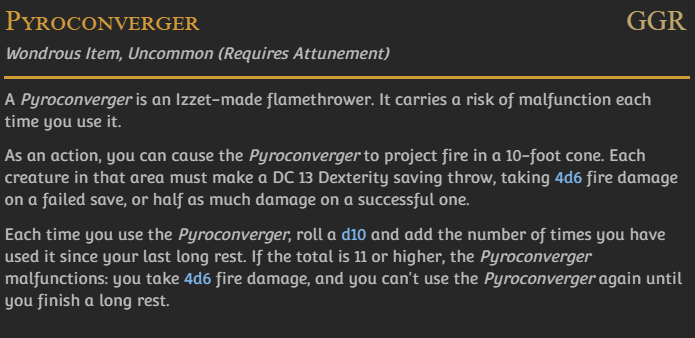 PYROCONVERGER GGR
Wondrous Item, Uncommon (Requires Attunement)
A Pyroconverger is an Izzet-made flamethrower. It carries a risk of malfunction each
time you use it.
As an action, you can cause the Pyroconverger to project fire in a 10-foot cone. Each
creature in that area must make a DC 13 Dexterity saving throw, taking 4d6 fire damage
on a failed save, or half as much damage on a successful one.
Each time you use the Pyroconverger, roll a d10 and add the number of times you have
used it since your last long rest. If the total is 11 or higher, the Pyroconverger
malfunctions: you take 4d6 fire damage, and you can't use the Pyroconverger again until
you finish a long rest.